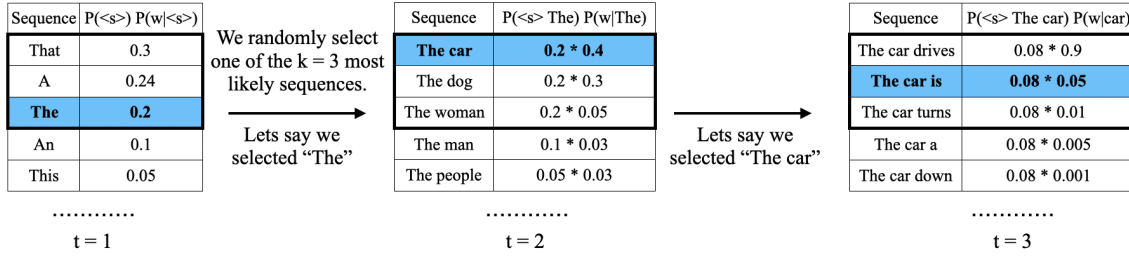 Sequence P(<s>) P(w|<s>)
That 0.3
A 0.24
The 0.2
An 0.1
This 0.05
............
t = 1
We randomly select
one of the k = 3 most
likely sequences.
Lets say we
selected “The”
Sequence P(<s> The) P(w|The)
The car 0.2 * 0.4
The dog 0.2 * 0.3
The woman 0.2 * 0.05
The man 0.1 * 0.03
The people 0.05 * 0.03
............
t = 2
Lets say we
selected “The car”
Sequence P(<s> The car) P(w|car)
The car drives 0.08 * 0.9
The car is 0.08 * 0.05
The car turns 0.08 * 0.01
The car a 0.08 * 0.005
The car down 0.08 * 0.001
............
t = 3